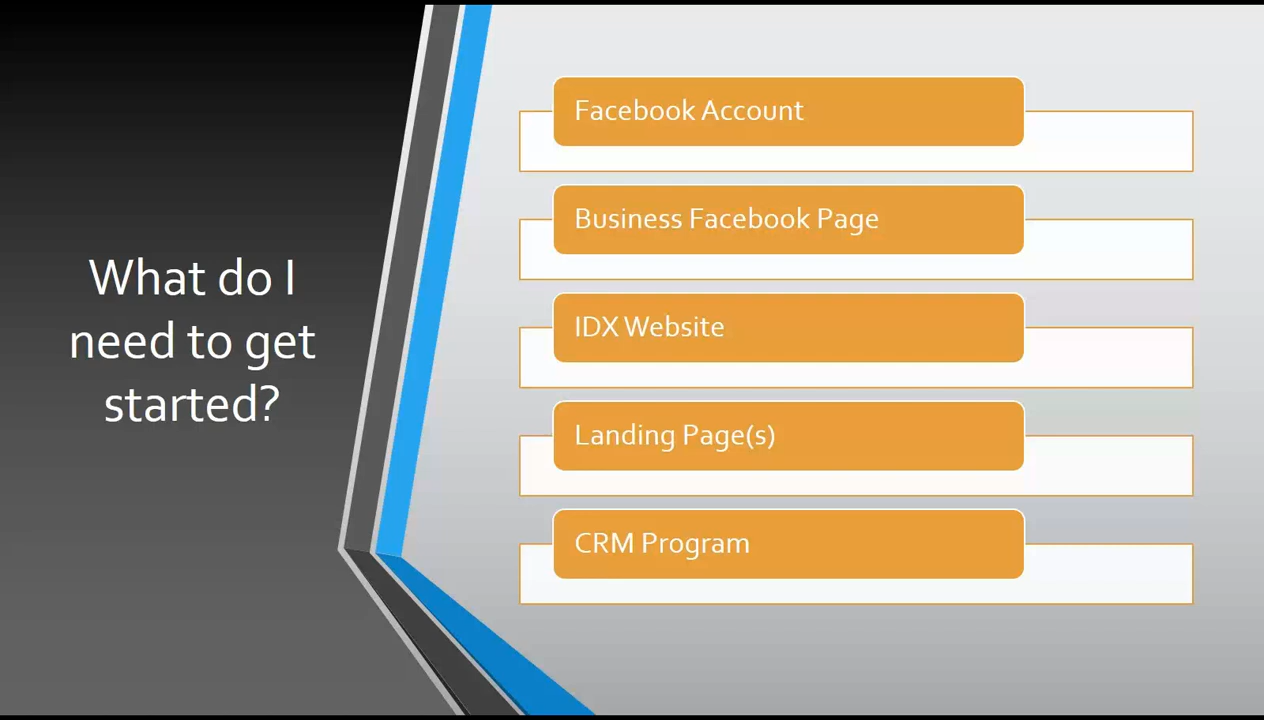 What do I
need to get
started?
Facebook Account
Business Facebook Page
IDX Website
Landing Page(s)
CRM Program